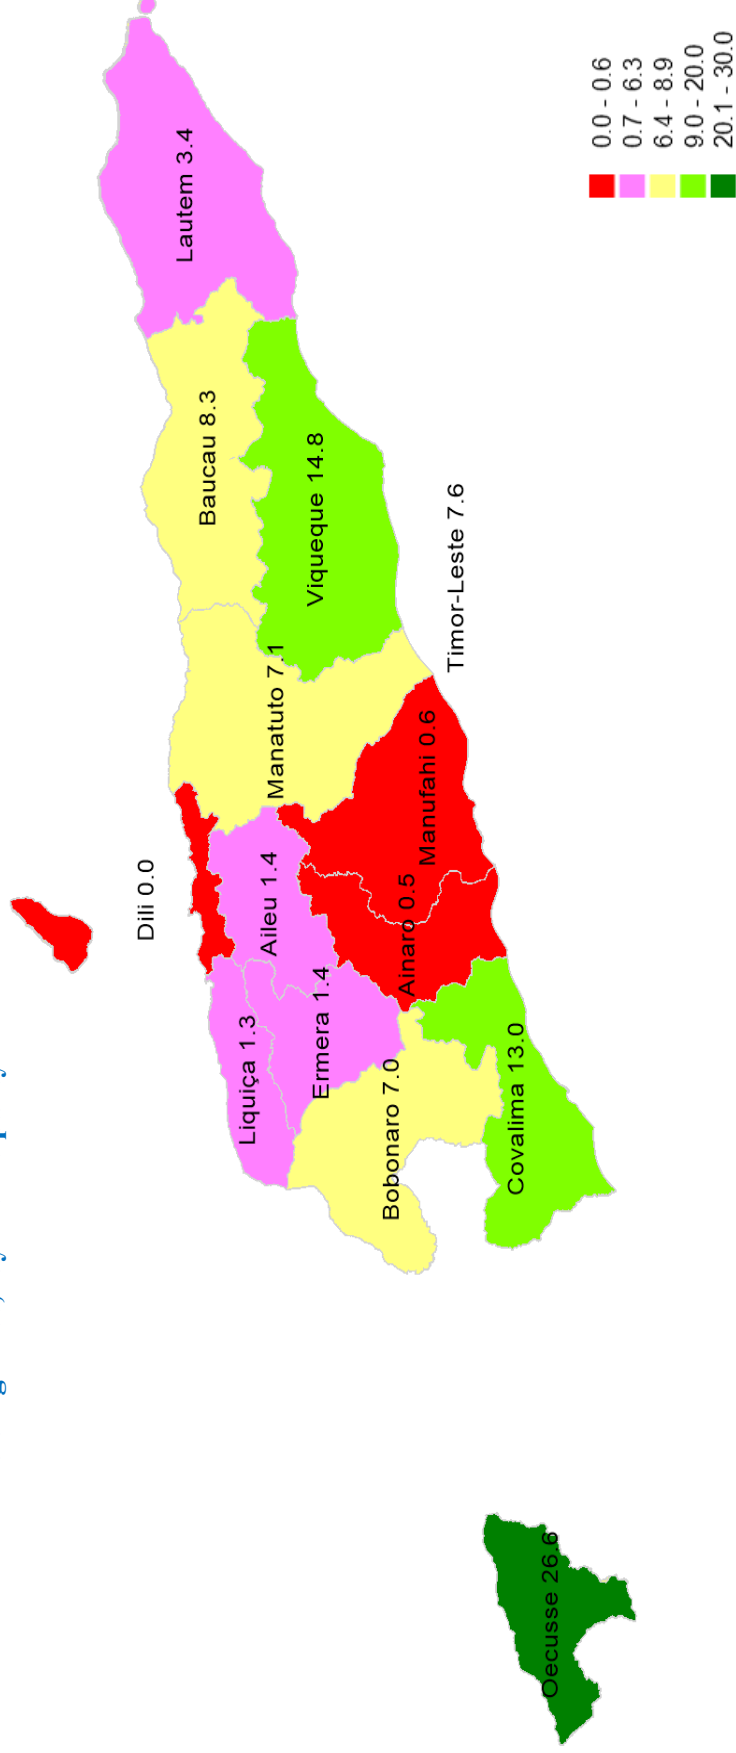 Lautem 3.4
Baucau 8.3
Viqueque 14.8
Manatuto 7.1
Timor-Leste 7.6
Dili 0.0
Aileu 1.4
Manufahi 0.6
Ainaro 0.5
Liquiça 1.3
Ermera 1.4
Bobonaro 7.0
Covalima 13.0
Oecusse 26.6
0.0 - 0.6
0.7 - 6.3
6.4 - 8.9
9.0 - 20.0
20.1 - 30.0